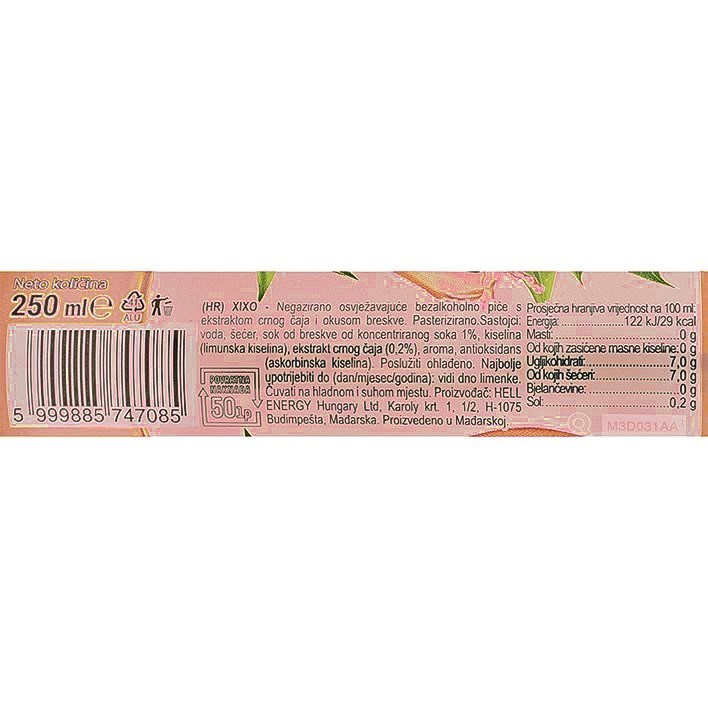 Neto količina
250 ml e
ALU
5 999885 747085
POVRATNA
NAKNADA
(HR) XIXO - Negazirano osvježavajuće bezalkoholno piće s
ekstraktom crnog čaja i okusom breskve. Pasterizirano.Sastojci:
voda, šećer, sok od breskve od koncentriranog soka 1%, kiselina
(limunska kiselina), ekstrakt crnog čaja (0,2%), aroma, antioksidans
(askorbinska kiselina). Poslužiti ohlađeno. Najbolje
upotrijebiti do (dan/mjesec/godina): vidi dno limenke.
Čuvati na hladnom i suhom mjestu. Proizvođač: HELL
ENERGY Hungary Ltd, Karoly krt. 1, 1/2, H-1075
Budimpešta, Madarska. Proizvedeno u Madarskoj.
Prosječna hranjiva vrijednost na 100 ml:
Energija: 122 kJ/29 kcal
Masti: 0 g
Od kojih zasićene masne kiseline: 0 g
Ugljikohidrati: 7,0 g
Od kojih šećeri: 7,0 g
Bjelančevine: 0 g
Sol: 0,2 g
M3D031AA